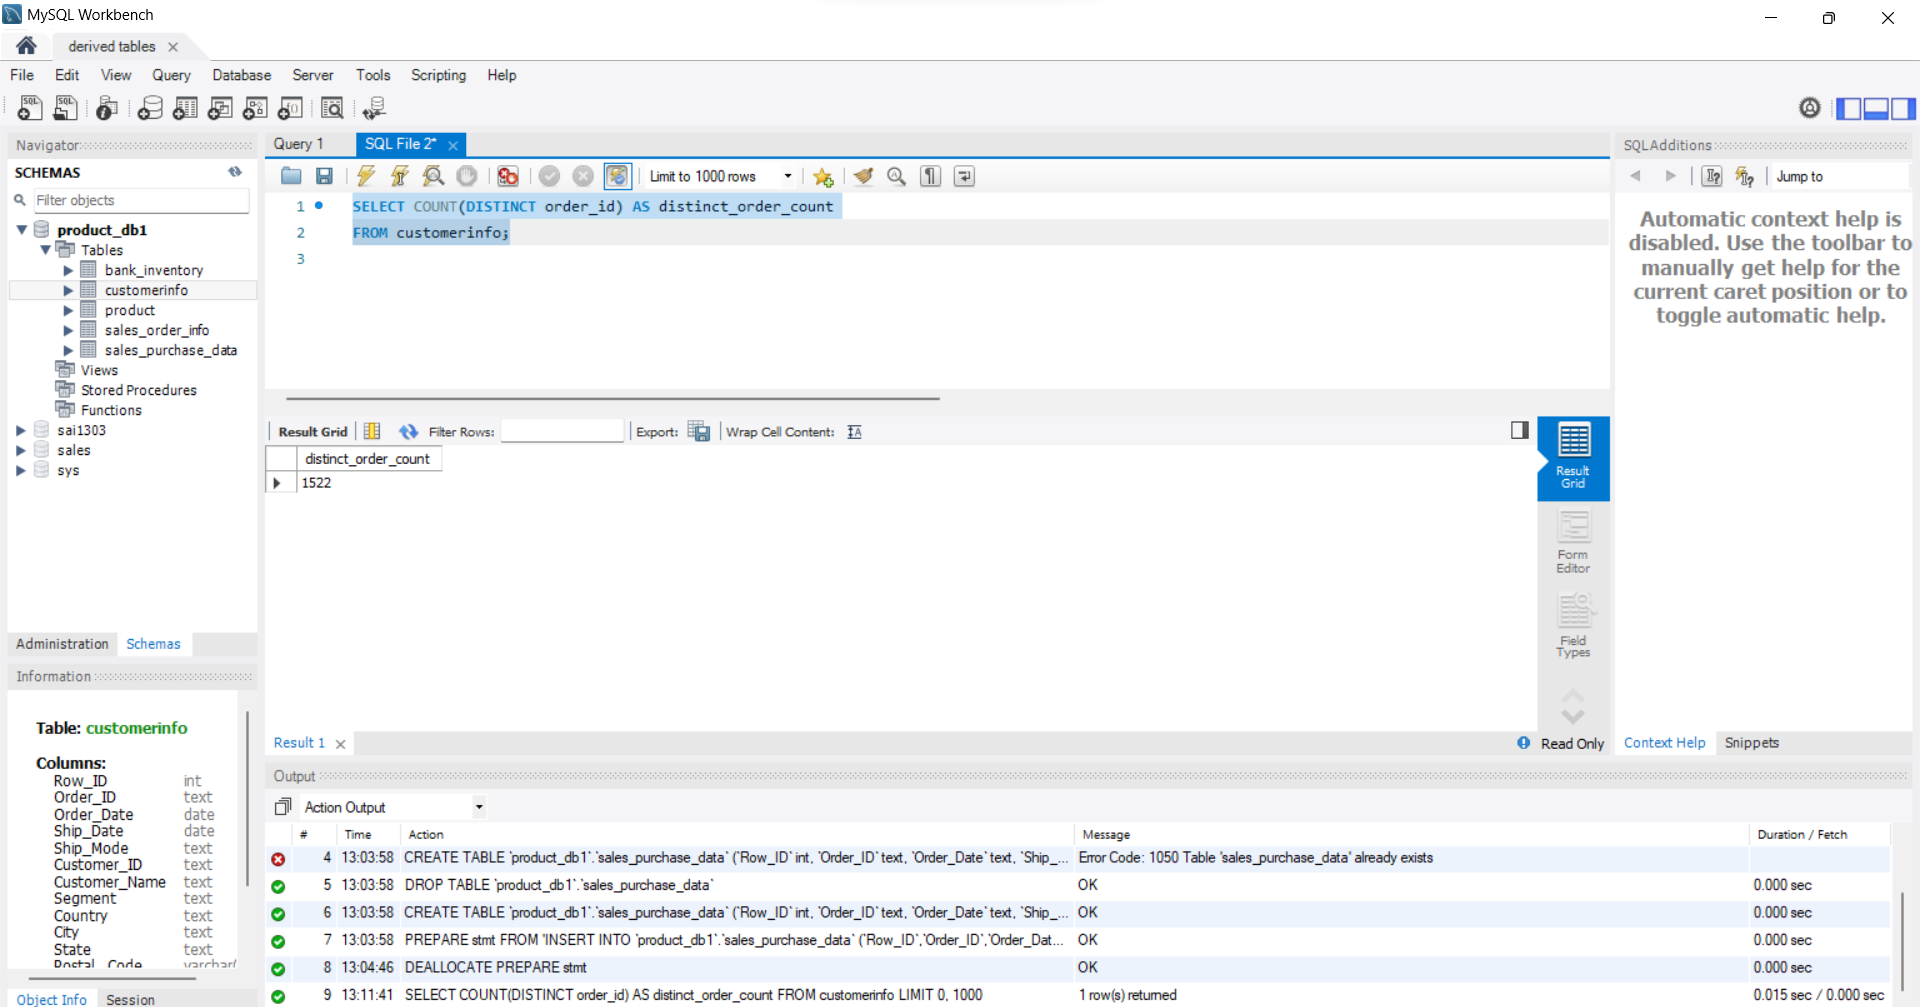 MySQL Workbench
derived tables
File Edit View Query Database Server Tools Scripting Help
Navigator
SCHEMAS
Filter objects
product_db1
Tables
bank_inventory
customerinfo
product
sales_order_info
sales_purchase_data
Views
Stored Procedures
Functions
sai1303
sales
sys
Administration Schemas
Information
Table: customerinfo
Columns:
Row_ID int
Order_ID text
Order_Date date
Ship_Date date
Ship_Mode text
Customer_ID text
Customer_Name text
Segment text
Country text
City text
State text
Postal_Code varchar(
Object Info Session
Query 1 SQL File 2*
Limit to 1000 rows
1 SELECT COUNT(DISTINCT order_id) AS distinct_order_count
2 FROM customerinfo;
3
Result Grid Filter Rows: Export: Wrap Cell Content:
distinct_order_count
1522
Result
Grid
Form
Editor
Field
Types
Result 1 Read Only
SQLAdditions
Jump to
Automatic context help is
disabled. Use the toolbar to
manually get help for the
current caret position or to
toggle automatic help.
Context Help Snippets
Output
Action Output
# Time Action Message Duration / Fetch
4 13:03:58 CREATE TABLE `product_db1`.`sales_purchase_data` (`Row_ID` int, `Order_ID` text, `Order_Date` text, `Ship_... Error Code: 1050 Table 'sales_purchase_data' already exists
5 13:03:58 DROP TABLE `product_db1`.`sales_purchase_data` OK 0.000 sec
6 13:03:58 CREATE TABLE `product_db1`.`sales_purchase_data` (`Row_ID` int, `Order_ID` text, `Order_Date` text, `Ship_... OK 0.000 sec
7 13:03:58 PREPARE stmt FROM 'INSERT INTO `product_db1`.`sales_purchase_data` (`Row_ID`,`Order_ID`,`Order_Dat... OK 0.000 sec
8 13:04:46 DEALLOCATE PREPARE stmt OK 0.000 sec
9 13:11:41 SELECT COUNT(DISTINCT order_id) AS distinct_order_count FROM customerinfo LIMIT 0, 1000 1 row(s) returned 0.015 sec / 0.000 sec